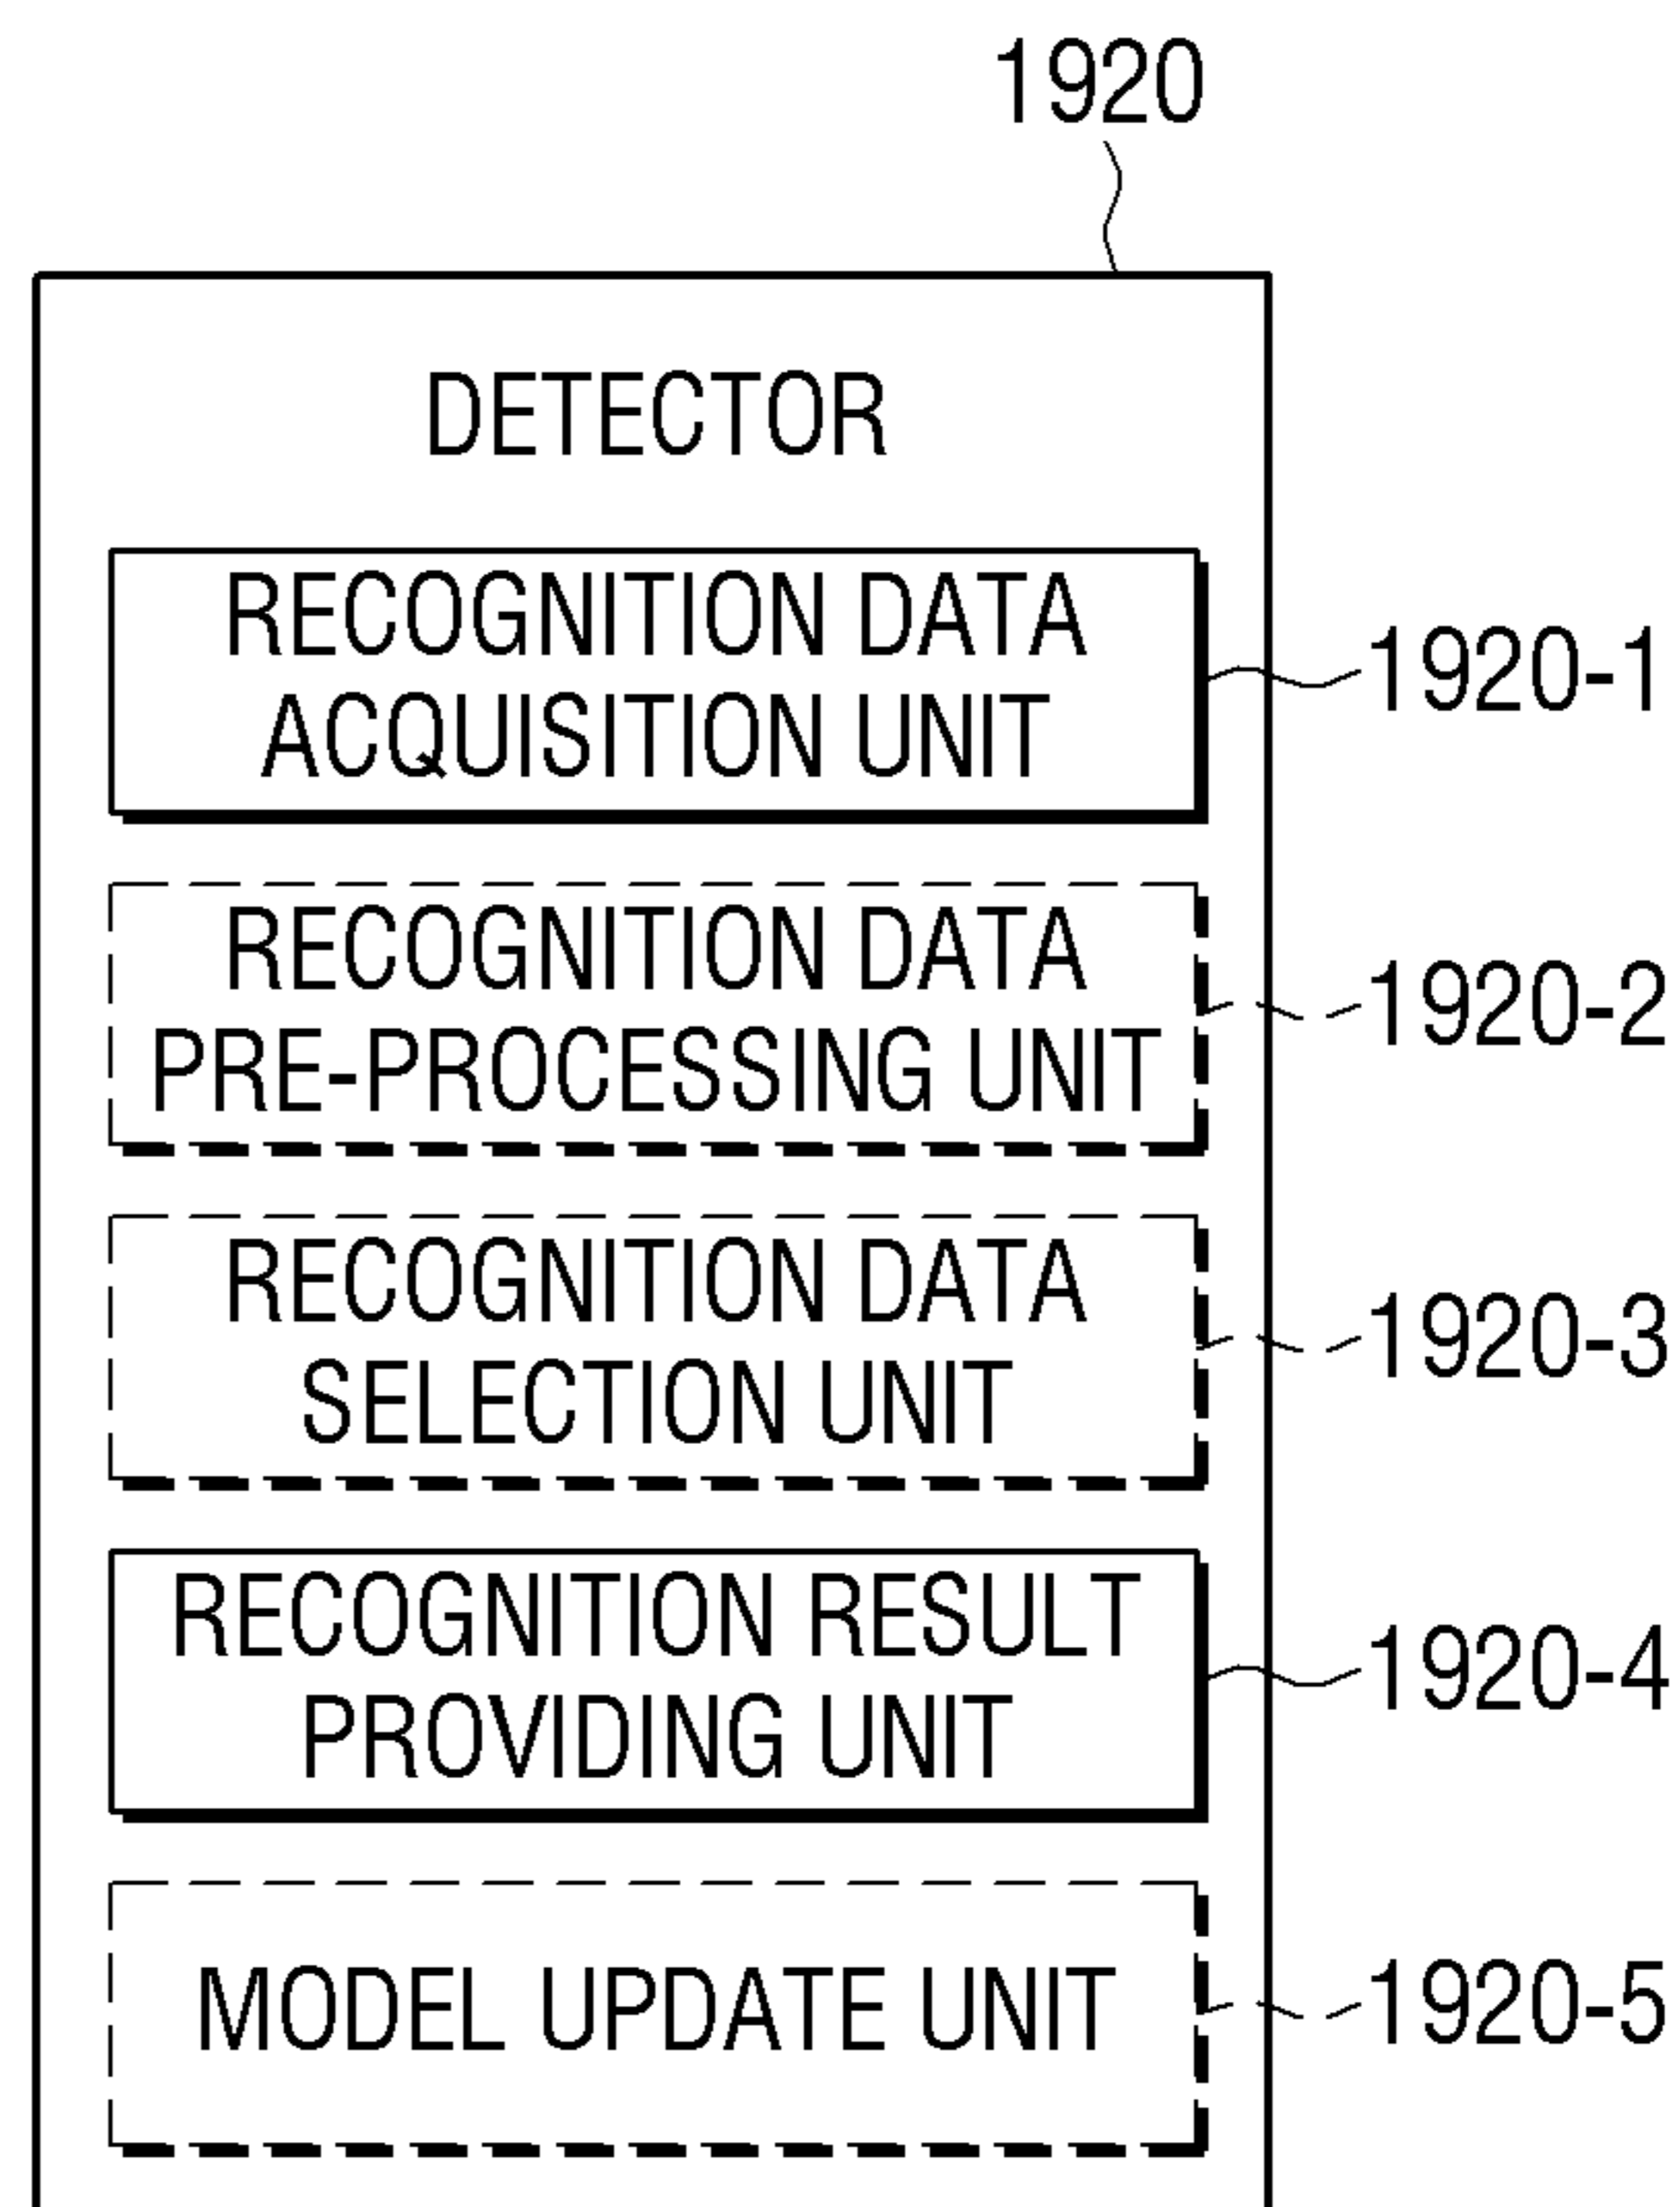 1920
DETECTOR
RECOGNITION DATA
ACQUISITION UNIT
1920-1
RECOGNITION DATA
PRE-PROCESSING UNIT
1920-2
RECOGNITION DATA
SELECTION UNIT
1920-3
RECOGNITION RESULT
PROVIDING UNIT
1920-4
MODEL UPDATE UNIT
1920-5